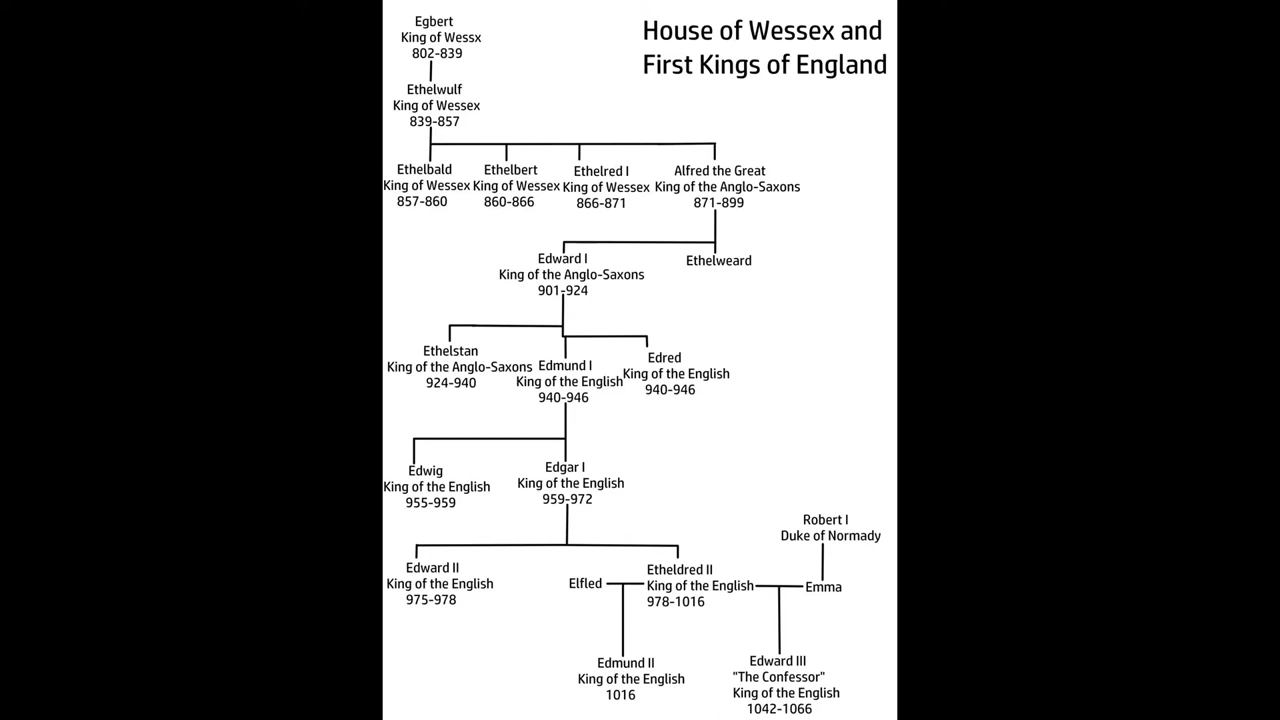 House of Wessex and
First Kings of England
Egbert
King of Wessx
802-839
Ethelwulf
King of Wessex
839-857
Ethelbald
King of Wessex
857-860
Ethelbert
King of Wessex
860-866
Ethelred I
King of Wessex
866-871
Alfred the Great
King of the Anglo-Saxons
871-899
Edward I
King of the Anglo-Saxons
901-924
Ethelweard
Ethelstan
King of the Anglo-Saxons
924-940
Edmund I
King of the English
940-946
Edred
King of the English
940-946
Edwig
King of the English
955-959
Edgar I
King of the English
959-972
Robert I
Duke of Normady
Edward II
King of the English
975-978
Elfled
Etheldred II
King of the English
978-1016
Emma
Edmund II
King of the English
1016
Edward III
"The Confessor"
King of the English
1042-1066